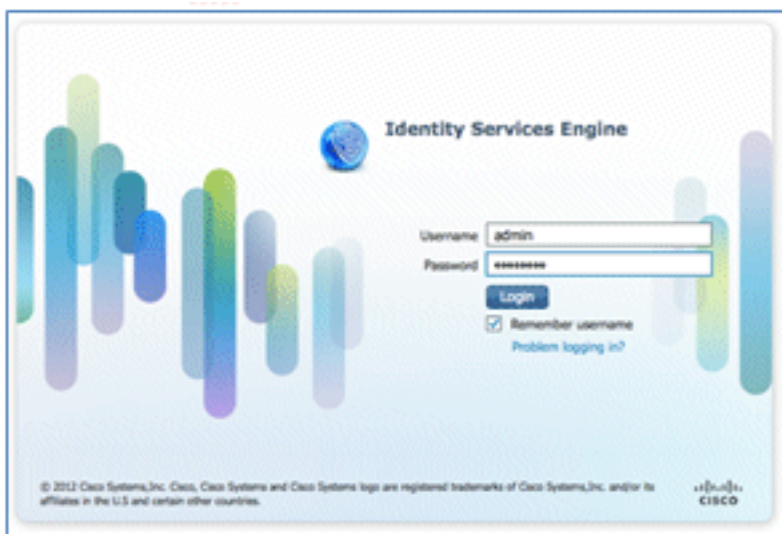 Identity Services Engine
Username admin
Password ••••••••
Login
Remember username
Problem logging in?
© 2012 Cisco Systems,Inc. Cisco, Cisco Systems and Cisco Systems logo are registered trademarks of Cisco Systems,Inc. and/or its
affiliates in the U.S and certain other countries.
CISCO